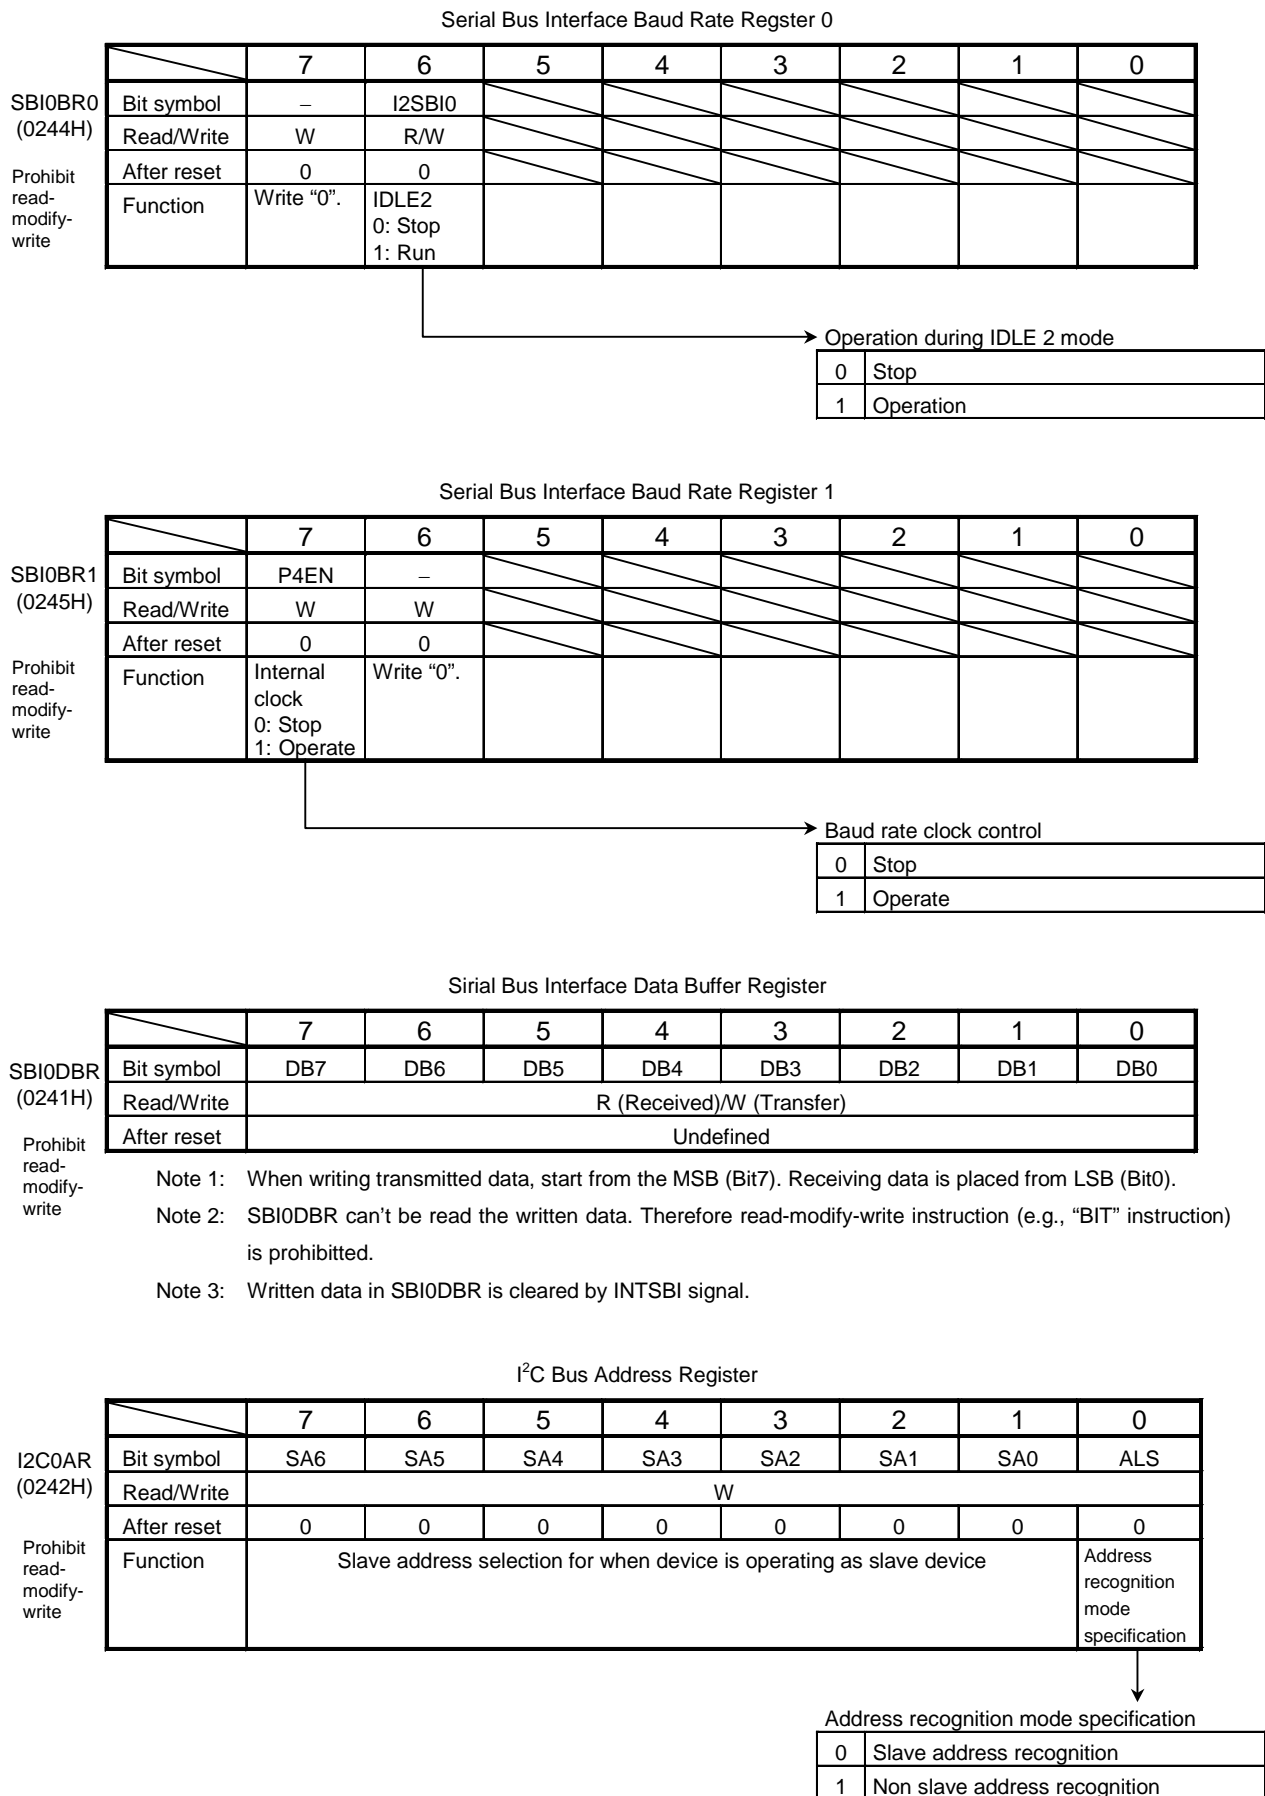 Serial Bus Interface Baud Rate Regster 0
7 6 5 4 3 2 1 0
SBI0BR0 Bit symbol – I2SBI0
(0244H) Read/Write W R/W
After reset 0 0
Prohibit
read-
modify-
write
Function Write “0”. IDLE2
0: Stop
1: Run
Operation during IDLE 2 mode
0 Stop
1 Operation
Serial Bus Interface Baud Rate Register 1
7 6 5 4 3 2 1 0
SBI0BR1 Bit symbol P4EN –
(0245H) Read/Write W W
After reset 0 0
Prohibit
read-
modify-
write
Function Internal Write “0”.
clock
0: Stop
1: Operate
Baud rate clock control
0 Stop
1 Operate
Sirial Bus Interface Data Buffer Register
7 6 5 4 3 2 1 0
SBI0DBR Bit symbol DB7 DB6 DB5 DB4 DB3 DB2 DB1 DB0
(0241H) Read/Write R (Received)/W (Transfer)
After reset Undefined
Prohibit
read-
modify-
write
Note 1: When writing transmitted data, start from the MSB (Bit7). Receiving data is placed from LSB (Bit0).
Note 2: SBI0DBR can’t be read the written data. Therefore read-modify-write instruction (e.g., “BIT” instruction)
is prohibitted.
Note 3: Written data in SBI0DBR is cleared by INTSBI signal.
I²C Bus Address Register
7 6 5 4 3 2 1 0
I2C0AR Bit symbol SA6 SA5 SA4 SA3 SA2 SA1 SA0 ALS
(0242H) Read/Write W
After reset 0 0 0 0 0 0 0 0
Prohibit
read-
modify-
write
Function Slave address selection for when device is operating as slave device Address
recognition
mode
specification
Address recognition mode specification
0 Slave address recognition
1 Non slave address recognition